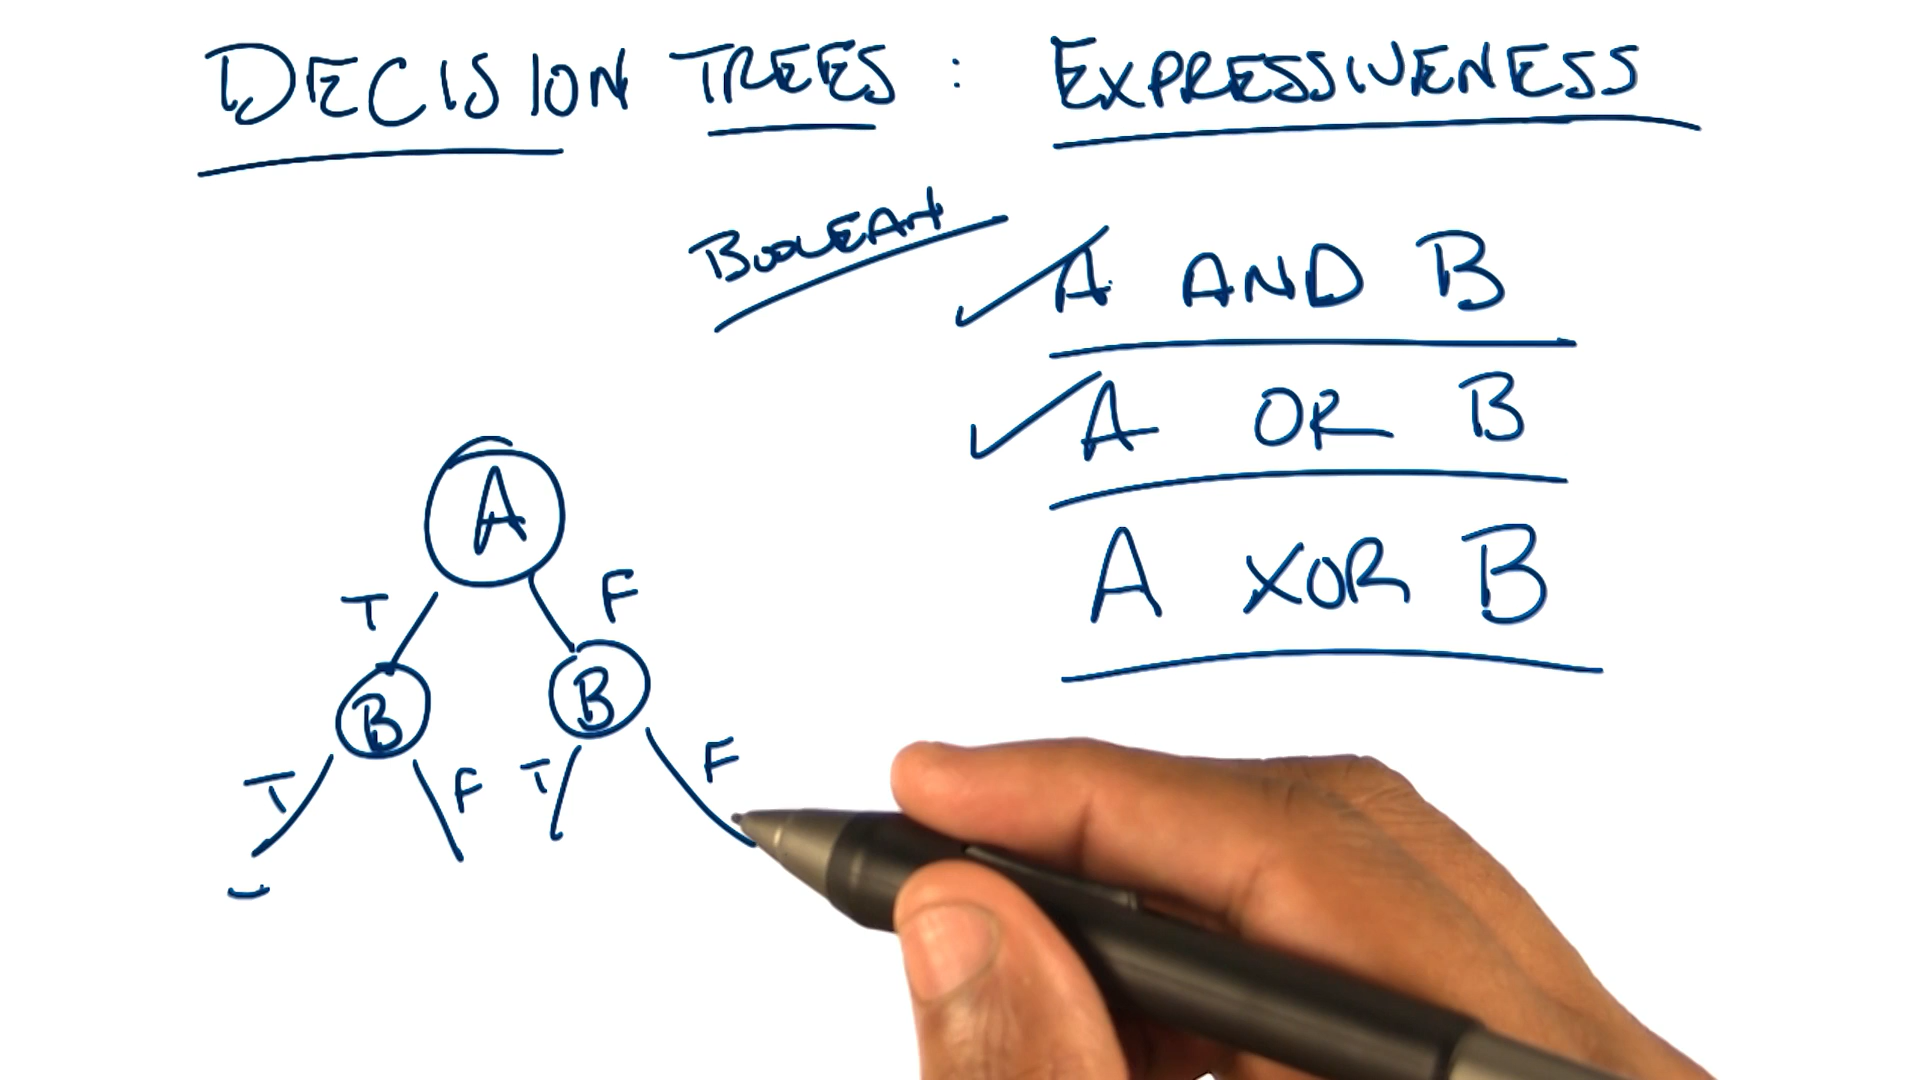 DECISION TREES : EXPRESSIVENESS
BOOLEAN
A AND B
A OR B
A XOR B
A
T F
B B
T F T F
-